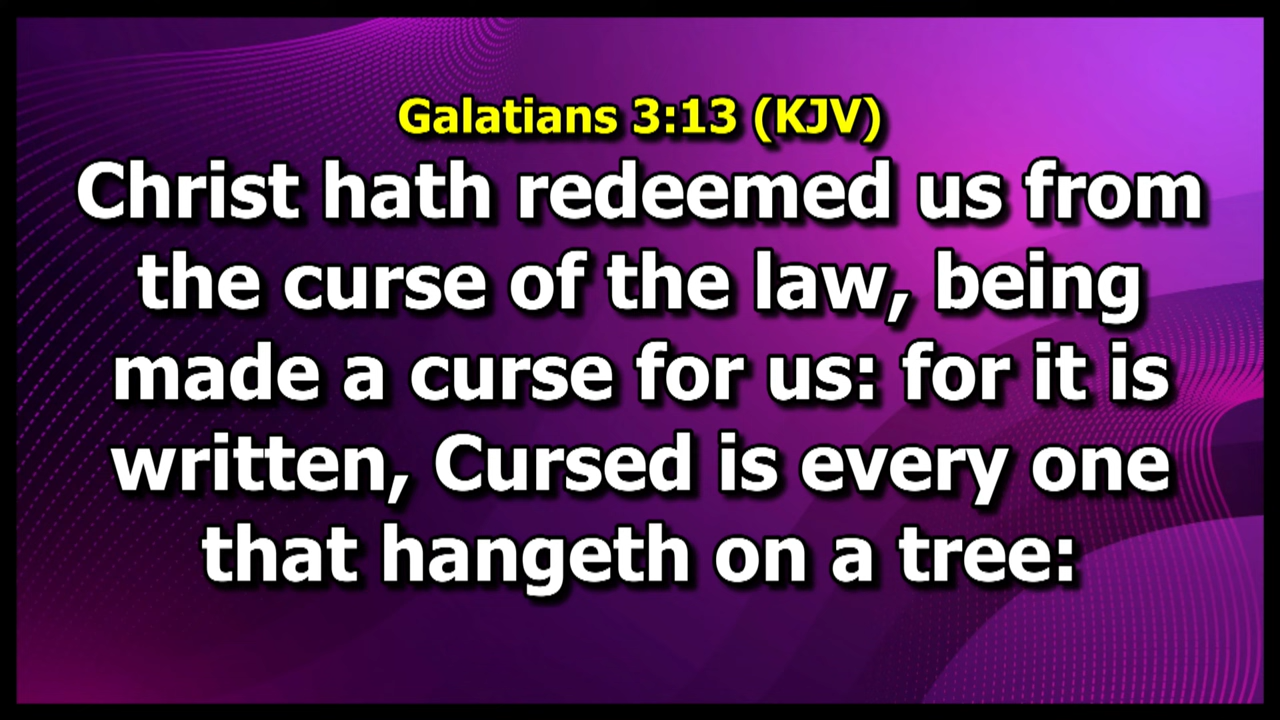 Galatians 3:13 (KJV)
Christ hath redeemed us from
the curse of the law, being
made a curse for us: for it is
written, Cursed is every one
that hangeth on a tree: